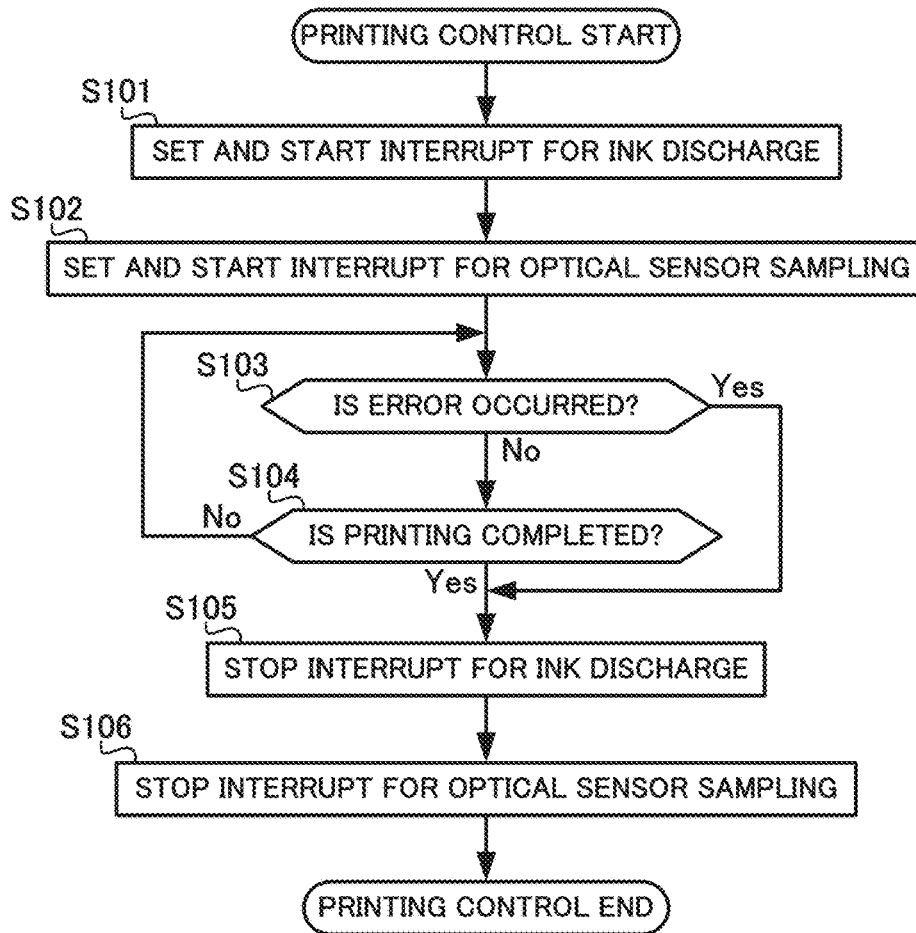 PRINTING CONTROL START
S101
SET AND START INTERRUPT FOR INK DISCHARGE
S102
SET AND START INTERRUPT FOR OPTICAL SENSOR SAMPLING
S103
IS ERROR OCCURRED?
Yes
No
S104
No
IS PRINTING COMPLETED?
Yes
S105
STOP INTERRUPT FOR INK DISCHARGE
S106
STOP INTERRUPT FOR OPTICAL SENSOR SAMPLING
PRINTING CONTROL END